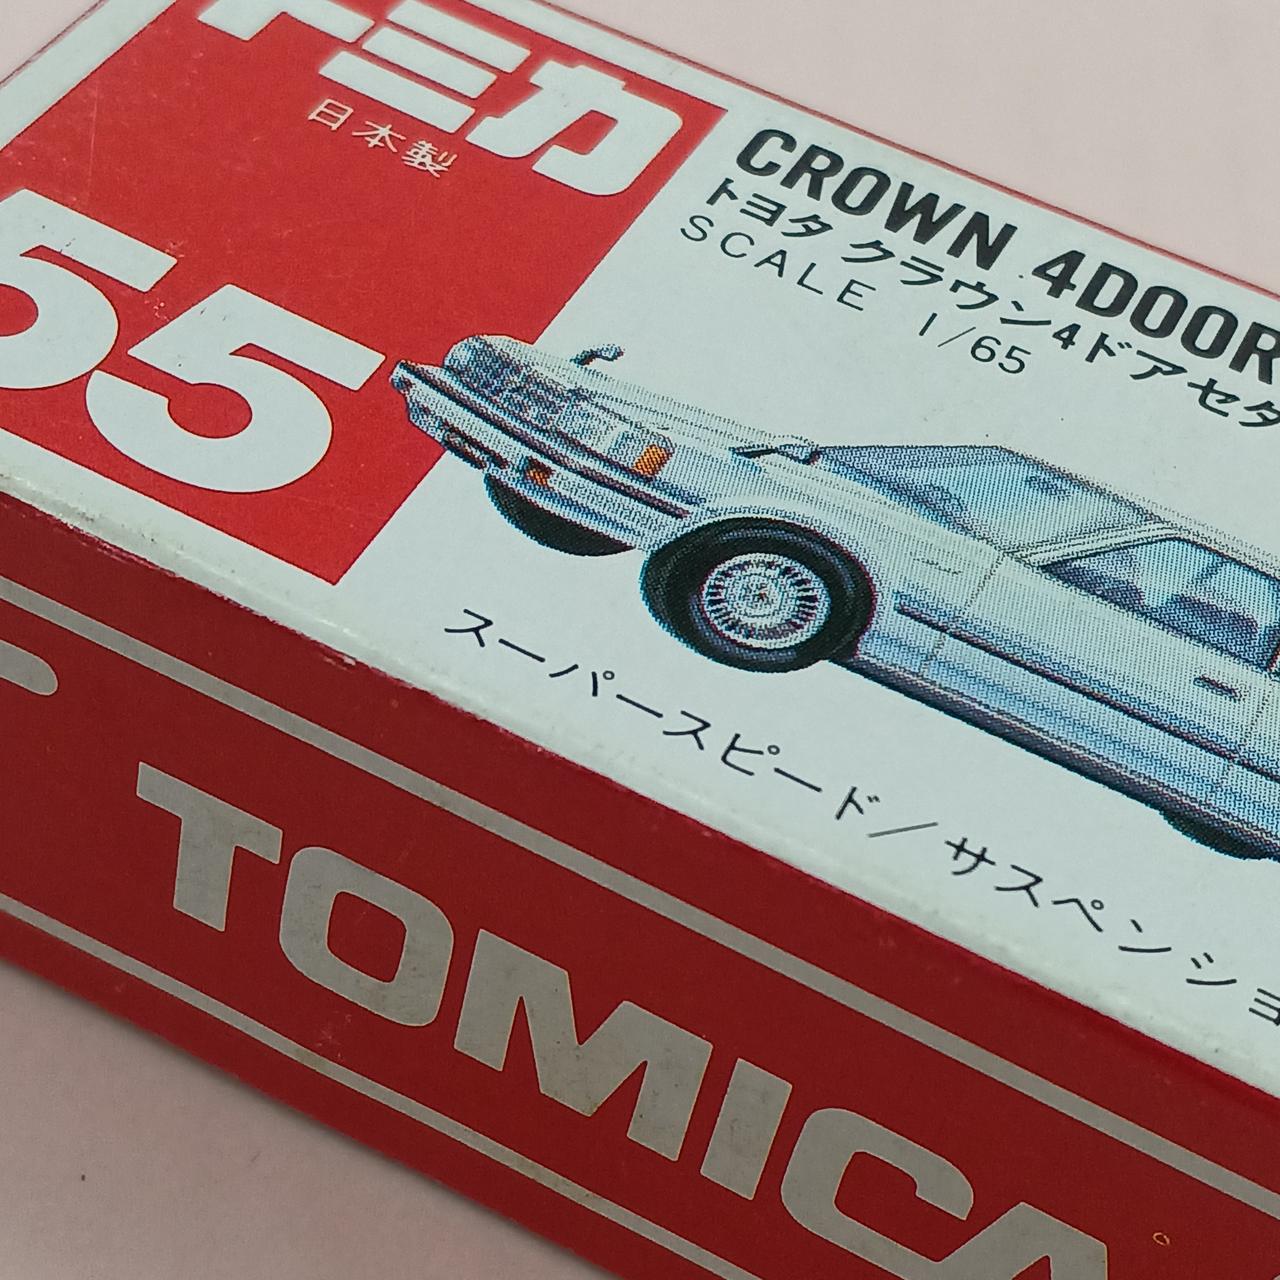 トミカ
日本製
55
CROWN 4DOOR
トヨタ クラウン4ドアセダ
SCALE 1/65
スーパースピード/サスペンショ
TOMICA